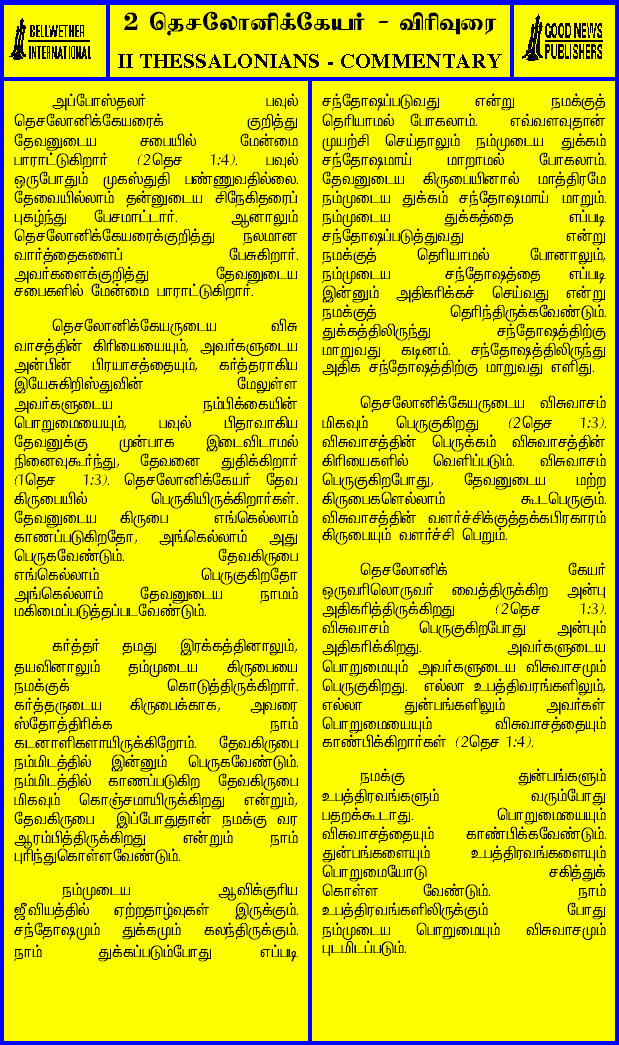 BELLWETHER
INTERNATIONAL
2 தெசலோனிக்கேயர் - விரிவுரை
II THESSALONIANS - COMMENTARY
GOOD NEWS
PUBLISHERS
அப்போஸ்தலர் பவுல்
தெசலோனிக்கேயரைக் குறித்து
தேவனுடைய சபையில் மேன்மை
பாராட்டுகிறார் (2தெச 1:4). பவுல்
ஒருபோதும் முகஸ்துதி பண்ணுவதில்லை.
தேவையில்லாம் தன்னுடைய சிநேகிதரைப்
புகழ்ந்து பேசமாட்டார். ஆனாலும்
தெசலோனிக்கேயரைக்குறித்து நலமான
வார்த்தைகளைப் பேசுகிறார்.
அவர்களைக்குறித்து தேவனுடைய
சபைகளில் மேன்மை பாராட்டுகிறார்.
தெசலோனிக்கேயருடைய விசு
வாசத்தின் கிரியையையும், அவர்களுடைய
அன்பின் பிரயாசத்தையும், கர்த்தராகிய
இயேசுகிறிஸ்துவின் மேலுள்ள
அவர்களுடைய நம்பிக்கையின்
பொறுமையையும், பவுல் பிதாவாகிய
தேவனுக்கு முன்பாக இடைவிடாமல்
நினைவுகூர்ந்து, தேவனை துதிக்கிறார்
(1தெச 1:3). தெசலோனிக்கேயர் தேவ
கிருபையில் பெருகியிருக்கிறார்கள்.
தேவனுடைய கிருபை எங்கெல்லாம்
காணப்படுகிறதோ, அங்கெல்லாம் அது
பெருகவேண்டும். தேவகிருபை
எங்கெல்லாம் பெருகுகிறதோ
அங்கெல்லாம் தேவனுடைய நாமம்
மகிமைப்படுத்தப்படவேண்டும்.
கர்த்தர் தமது இரக்கத்தினாலும்,
தயவினாலும் தம்முடைய கிருபையை
நமக்குக் கொடுத்திருக்கிறார்.
கர்த்தருடைய கிருபைக்காக, அவரை
ஸ்தோத்திரிக்க நாம்
கடனாளிகளாயிருக்கிறோம். தேவகிருபை
நம்மிடத்தில் இன்னும் பெருகவேண்டும்.
நம்மிடத்தில் காணப்படுகிற தேவகிருபை
மிகவும் கொஞ்சமாயிருக்கிறது என்றும்,
தேவகிருபை இப்போதுதான் நமக்கு வர
ஆரம்பித்திருக்கிறது என்றும் நாம்
புரிந்துகொள்ளவேண்டும்.
நம்முடைய ஆவிக்குரிய
ஜீவியத்தில் ஏற்றதாழ்வுகள் இருக்கும்.
சந்தோஷமும் துக்கமும் கலந்திருக்கும்.
நாம் துக்கப்படும்போது எப்படி
சந்தோஷப்படுவது என்று நமக்குத்
தெரியாமல் போகலாம். எவ்வளவுதான்
முயற்சி செய்தாலும் நம்முடைய துக்கம்
சந்தோஷமாய் மாறாமல் போகலாம்.
தேவனுடைய கிருபையினால் மாத்திரமே
நம்முடைய துக்கம் சந்தோஷமாய் மாறும்.
நம்முடைய துக்கத்தை எப்படி
சந்தோஷப்படுத்துவது என்று
நமக்குத் தெரியாமல் போனாலும்,
நம்முடைய சந்தோஷத்தை எப்படி
இன்னும் அதிகரிக்கச் செய்வது என்று
நமக்குத் தெரிந்திருக்கவேண்டும்.
துக்கத்திலிருந்து சந்தோஷத்திற்கு
மாறுவது கடினம். சந்தோஷத்திலிருந்து
அதிக சந்தோஷத்திற்கு மாறுவது எளிது.
தெசலோனிக்கேயருடைய விசுவாசம்
மிகவும் பெருகுகிறது (2தெச 1:3).
விசுவாசத்தின் பெருக்கம் விசுவாசத்தின்
கிரியைகளில் வெளிப்படும். விசுவாசம்
பெருகுகிறபோது, தேவனுடைய மற்ற
கிருபைகளெல்லாம் கூடபெருகும்.
விசுவாசத்தின் வளர்ச்சிக்குத்தக்கபிரகாரம்
கிருபையும் வளர்ச்சி பெறும்.
தெசலோனிக் கேயர்
ஒருவரிலொருவர் வைத்திருக்கிற அன்பு
அதிகரித்திருக்கிறது (2தெச 1:3).
விசுவாசம் பெருகுகிறபோது அன்பும்
அதிகரிக்கிறது. அவர்களுடைய
பொறுமையும் அவர்களுடைய விசுவாசமும்
பெருகுகிறது. எல்லா உபத்திவரங்களிலும்,
எல்லா துன்பங்களிலும் அவர்கள்
பொறுமையையும் விசுவாசத்தையும்
காண்பிக்கிறார்கள் (2தெச 1:4).
நமக்கு துன்பங்களும்
உபத்திரவங்களும் வரும்போது
பதறக்கூடாது. பொறுமையையும்
விசுவாசத்தையும் காண்பிக்கவேண்டும்.
துன்பங்களையும் உபத்திரவங்களையும்
பொறுமையோடு சகித்துக்
கொள்ள வேண்டும். நாம்
உபத்திரவங்களிலிருக்கும் போது
நம்முடைய பொறுமையும் விசுவாசமும்
புடமிடப்படும்.